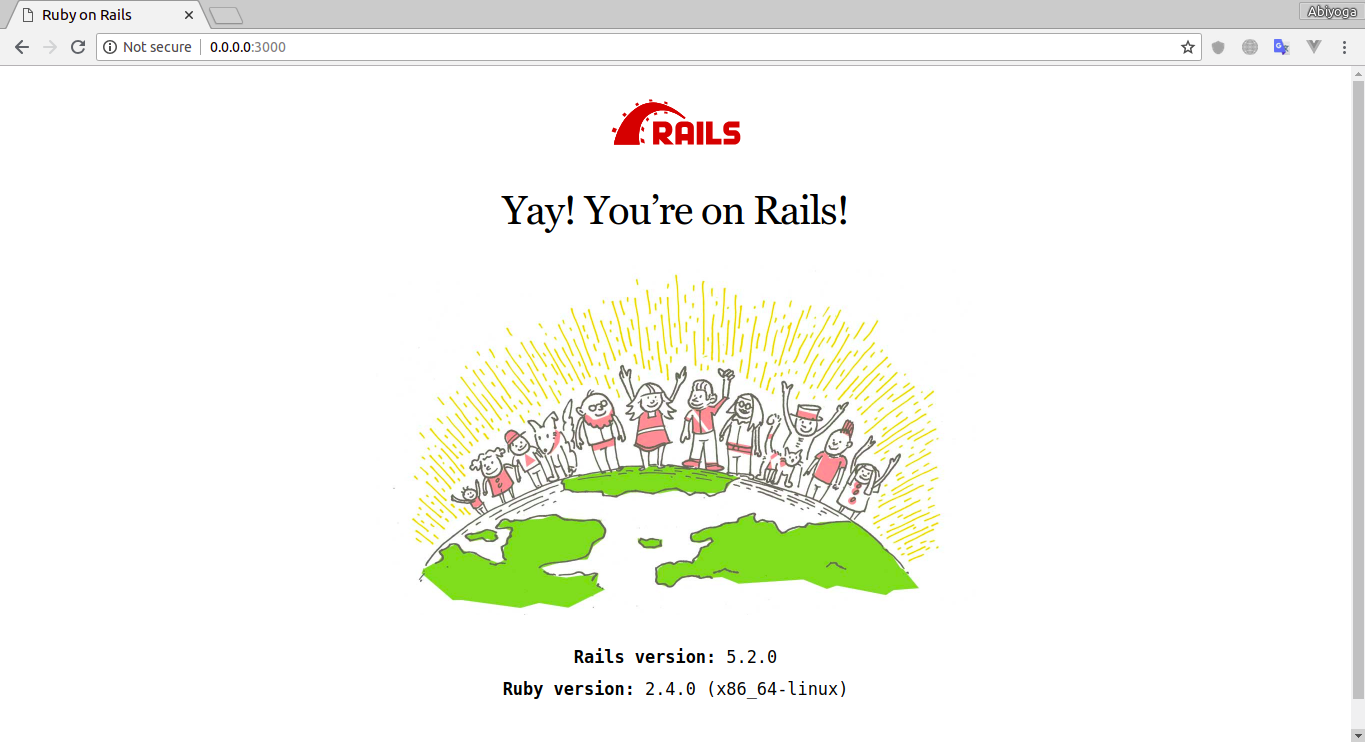 Ruby on Rails
Abiyoga
Not secure
0.0.0.0:3000
RAILS
Yay! You’re on Rails!
Rails version: 5.2.0
Ruby version: 2.4.0 (x86_64-linux)